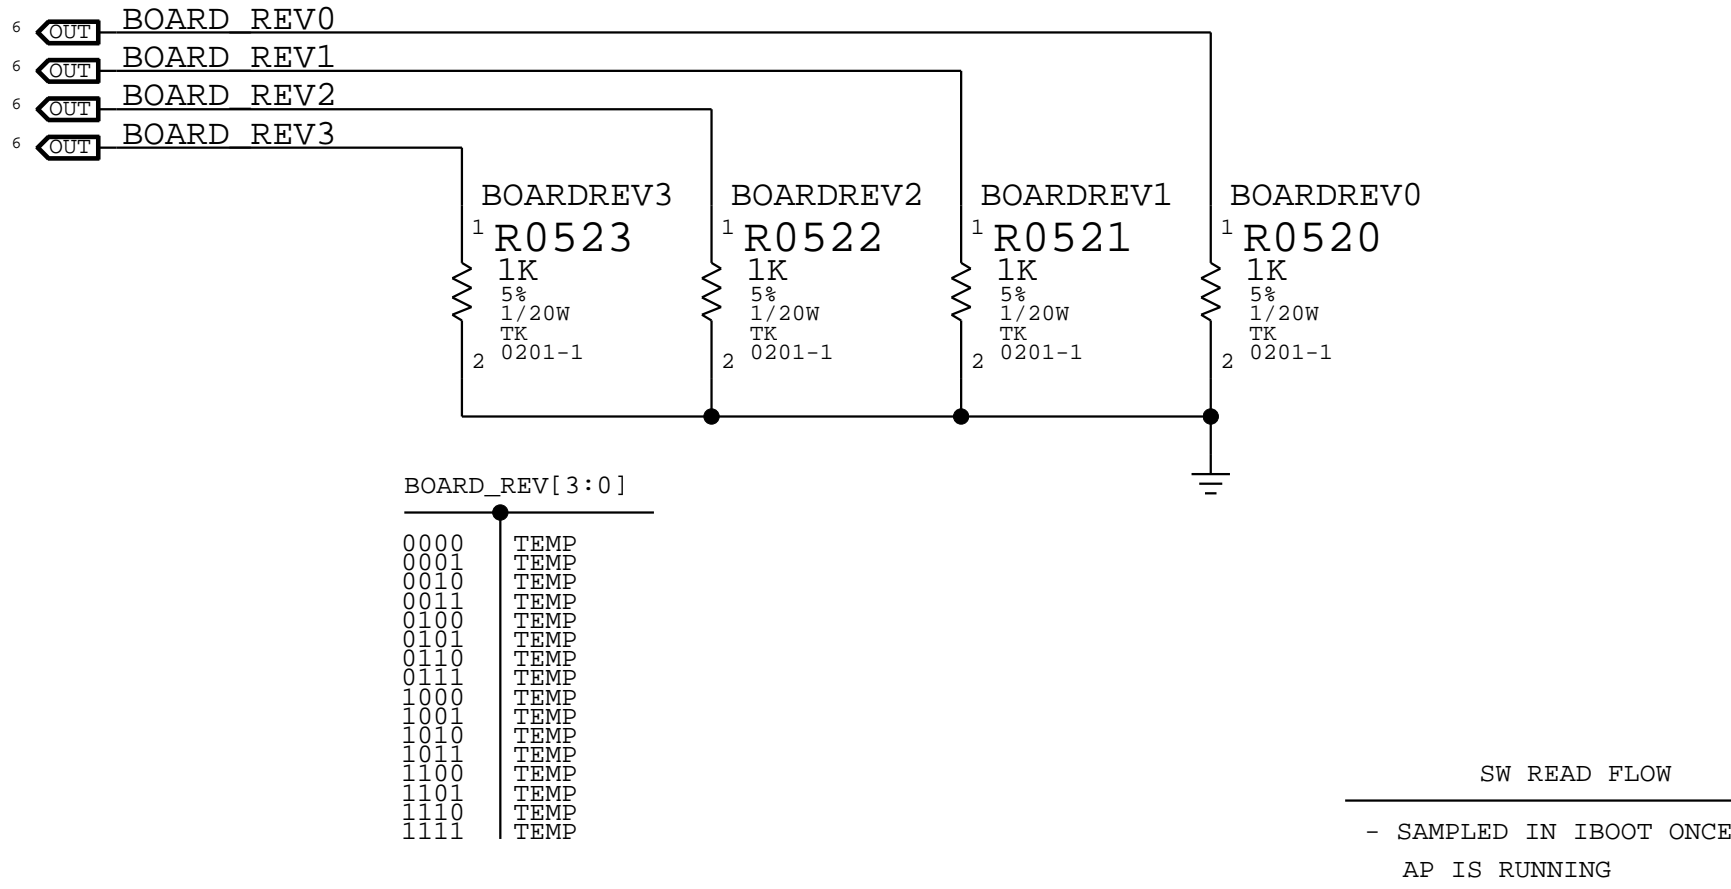 6 OUT BOARD_REV0
6 OUT BOARD_REV1
6 OUT BOARD_REV2
6 OUT BOARD_REV3
BOARDREV3 BOARDREV2 BOARDREV1 BOARDREV0
1 R0523 1 R0522 1 R0521 1 R0520
1K 1K 1K 1K
5% 5% 5% 5%
1/20W 1/20W 1/20W 1/20W
TK TK TK TK
2 0201-1 2 0201-1 2 0201-1 2 0201-1
BOARD_REV[3:0]
0000 TEMP
0001 TEMP
0010 TEMP
0011 TEMP
0100 TEMP
0101 TEMP
0110 TEMP
0111 TEMP
1000 TEMP
1001 TEMP
1010 TEMP
1011 TEMP
1100 TEMP
1101 TEMP
1110 TEMP
1111 TEMP
SW READ FLOW
- SAMPLED IN IBOOT ONCE
AP IS RUNNING